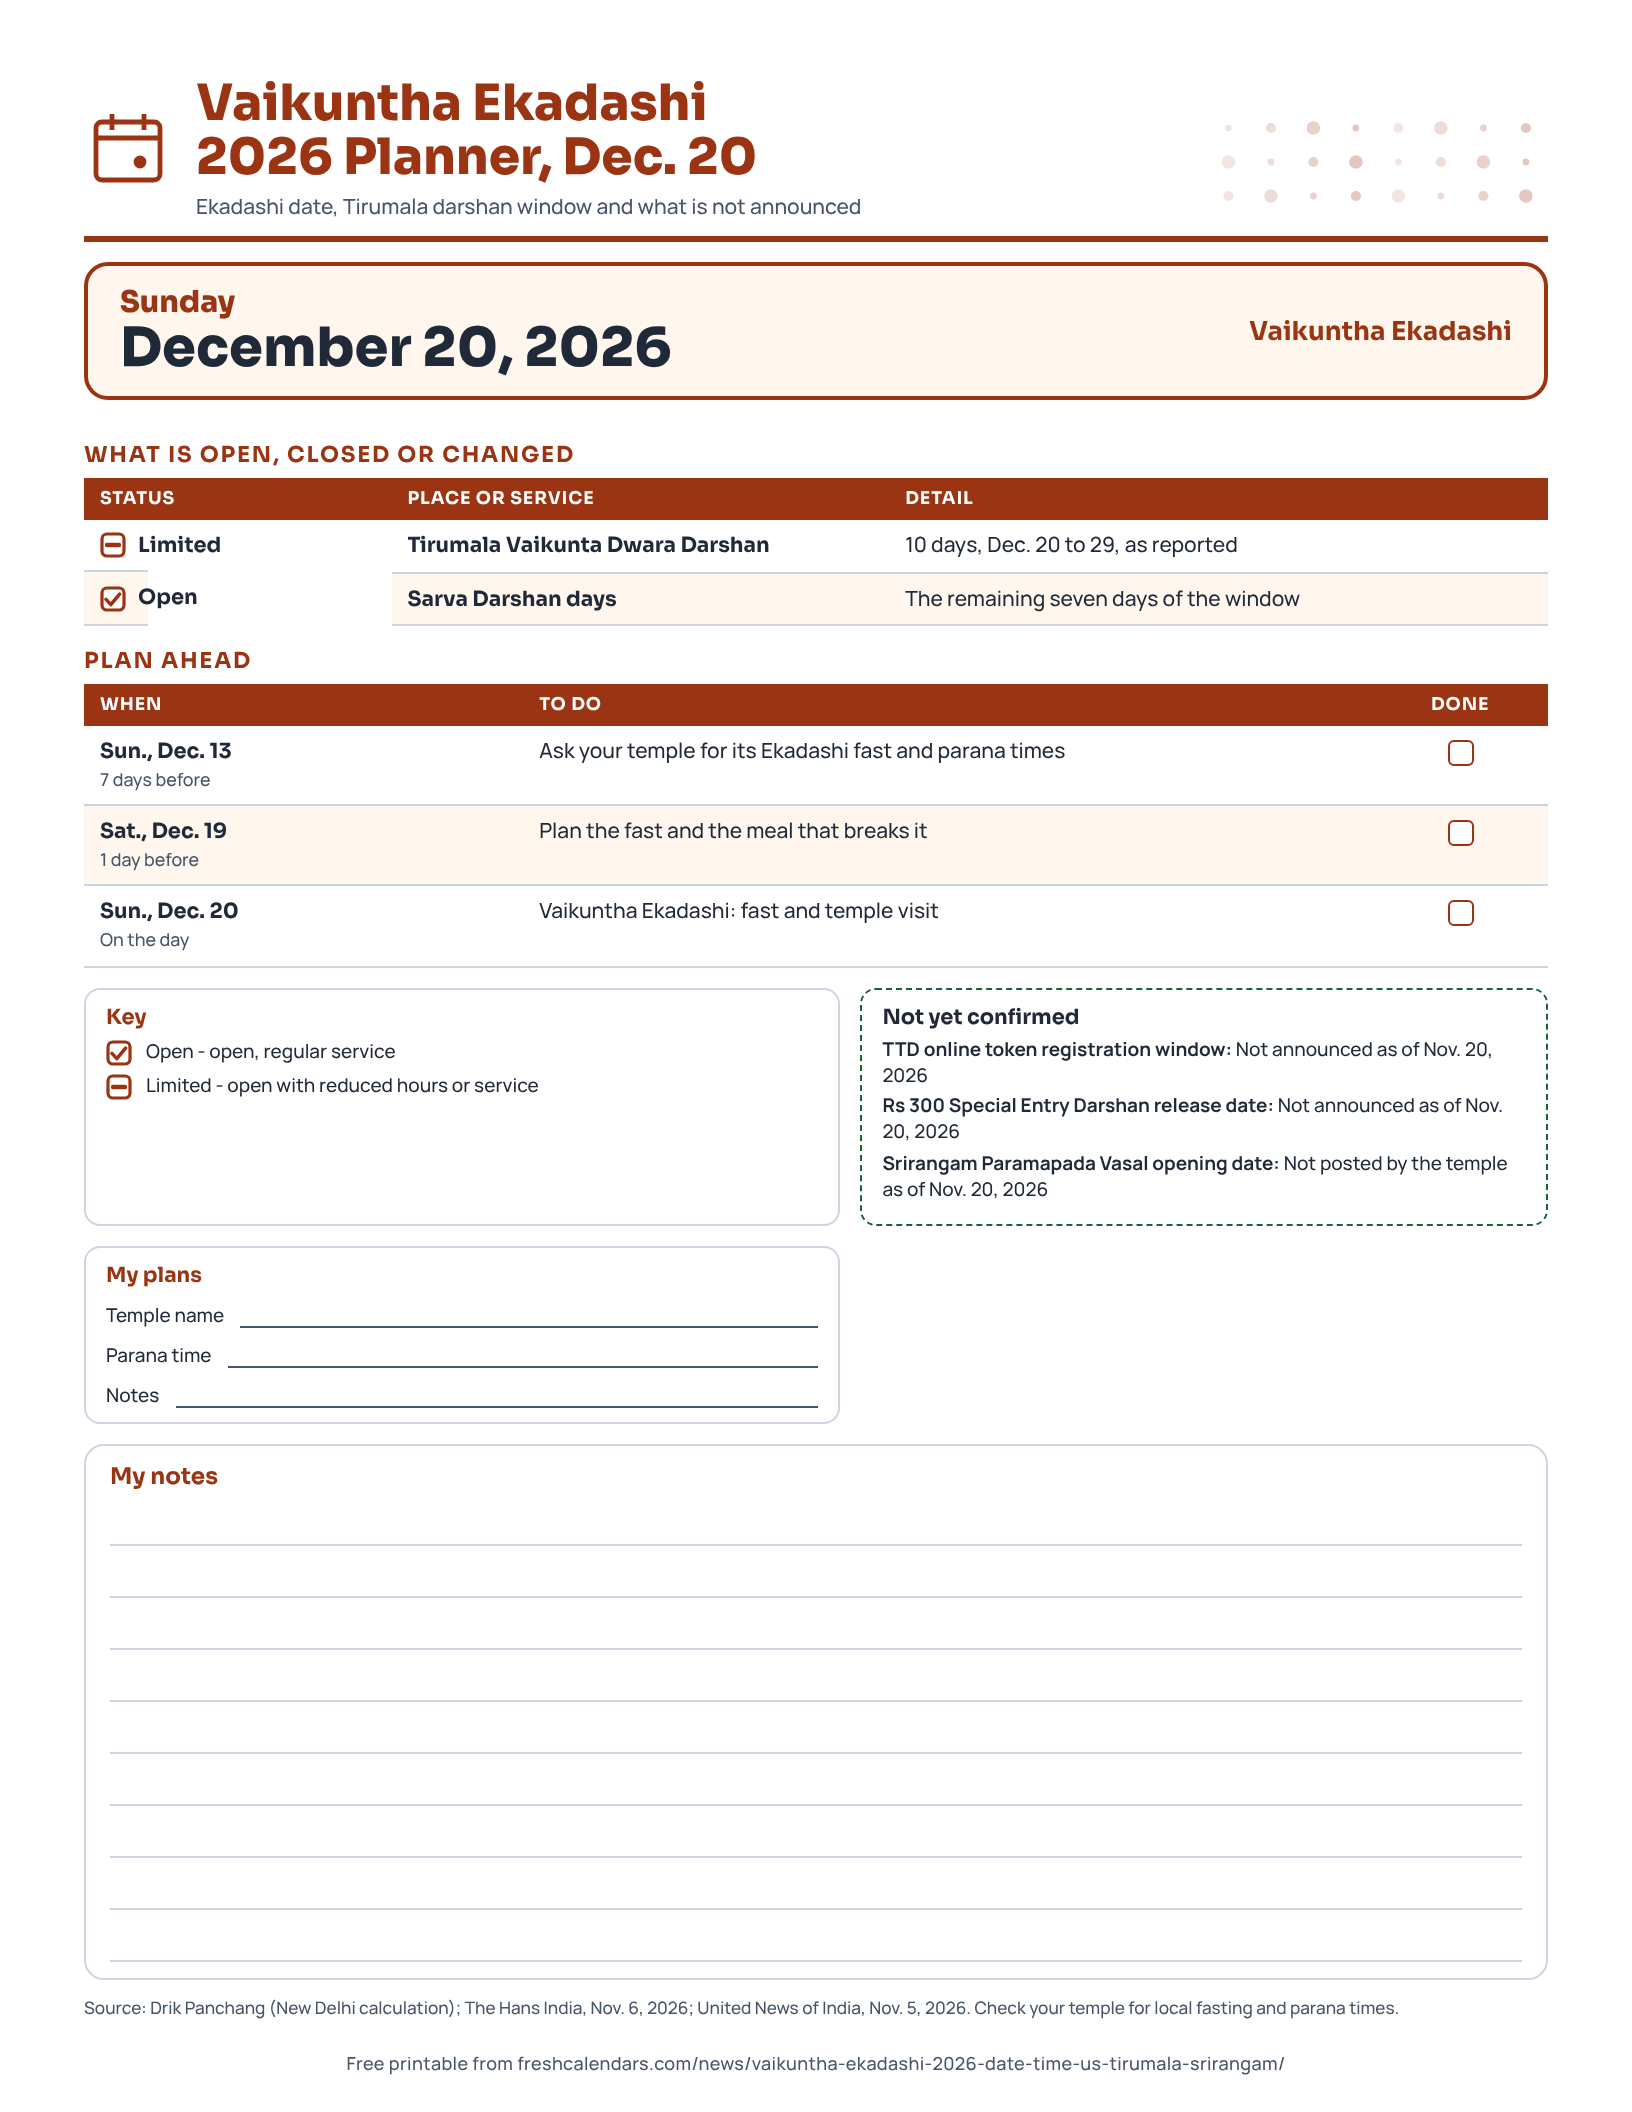 Vaikuntha Ekadashi
2026 Planner, Dec. 20
Ekadashi date, Tirumala darshan window and what is not announced
Sunday
December 20, 2026
Vaikuntha Ekadashi
WHAT IS OPEN, CLOSED OR CHANGED
STATUS PLACE OR SERVICE DETAIL
Limited Tirumala Vaikunta Dwara Darshan 10 days, Dec. 20 to 29, as reported
Open Sarva Darshan days The remaining seven days of the window
PLAN AHEAD
WHEN TO DO DONE
Sun., Dec. 13 Ask your temple for its Ekadashi fast and parana times
7 days before
Sat., Dec. 19 Plan the fast and the meal that breaks it
1 day before
Sun., Dec. 20 Vaikuntha Ekadashi: fast and temple visit
On the day
Key
Open - open, regular service
Limited - open with reduced hours or service
Not yet confirmed
TTD online token registration window: Not announced as of Nov. 20,
2026
Rs 300 Special Entry Darshan release date: Not announced as of Nov.
20, 2026
Srirangam Paramapada Vasal opening date: Not posted by the temple
as of Nov. 20, 2026
My plans
Temple name
Parana time
Notes
My notes
Source: Drik Panchang (New Delhi calculation); The Hans India, Nov. 6, 2026; United News of India, Nov. 5, 2026. Check your temple for local fasting and parana times.
Free printable from freshcalendars.com/news/vaikuntha-ekadashi-2026-date-time-us-tirumala-srirangam/